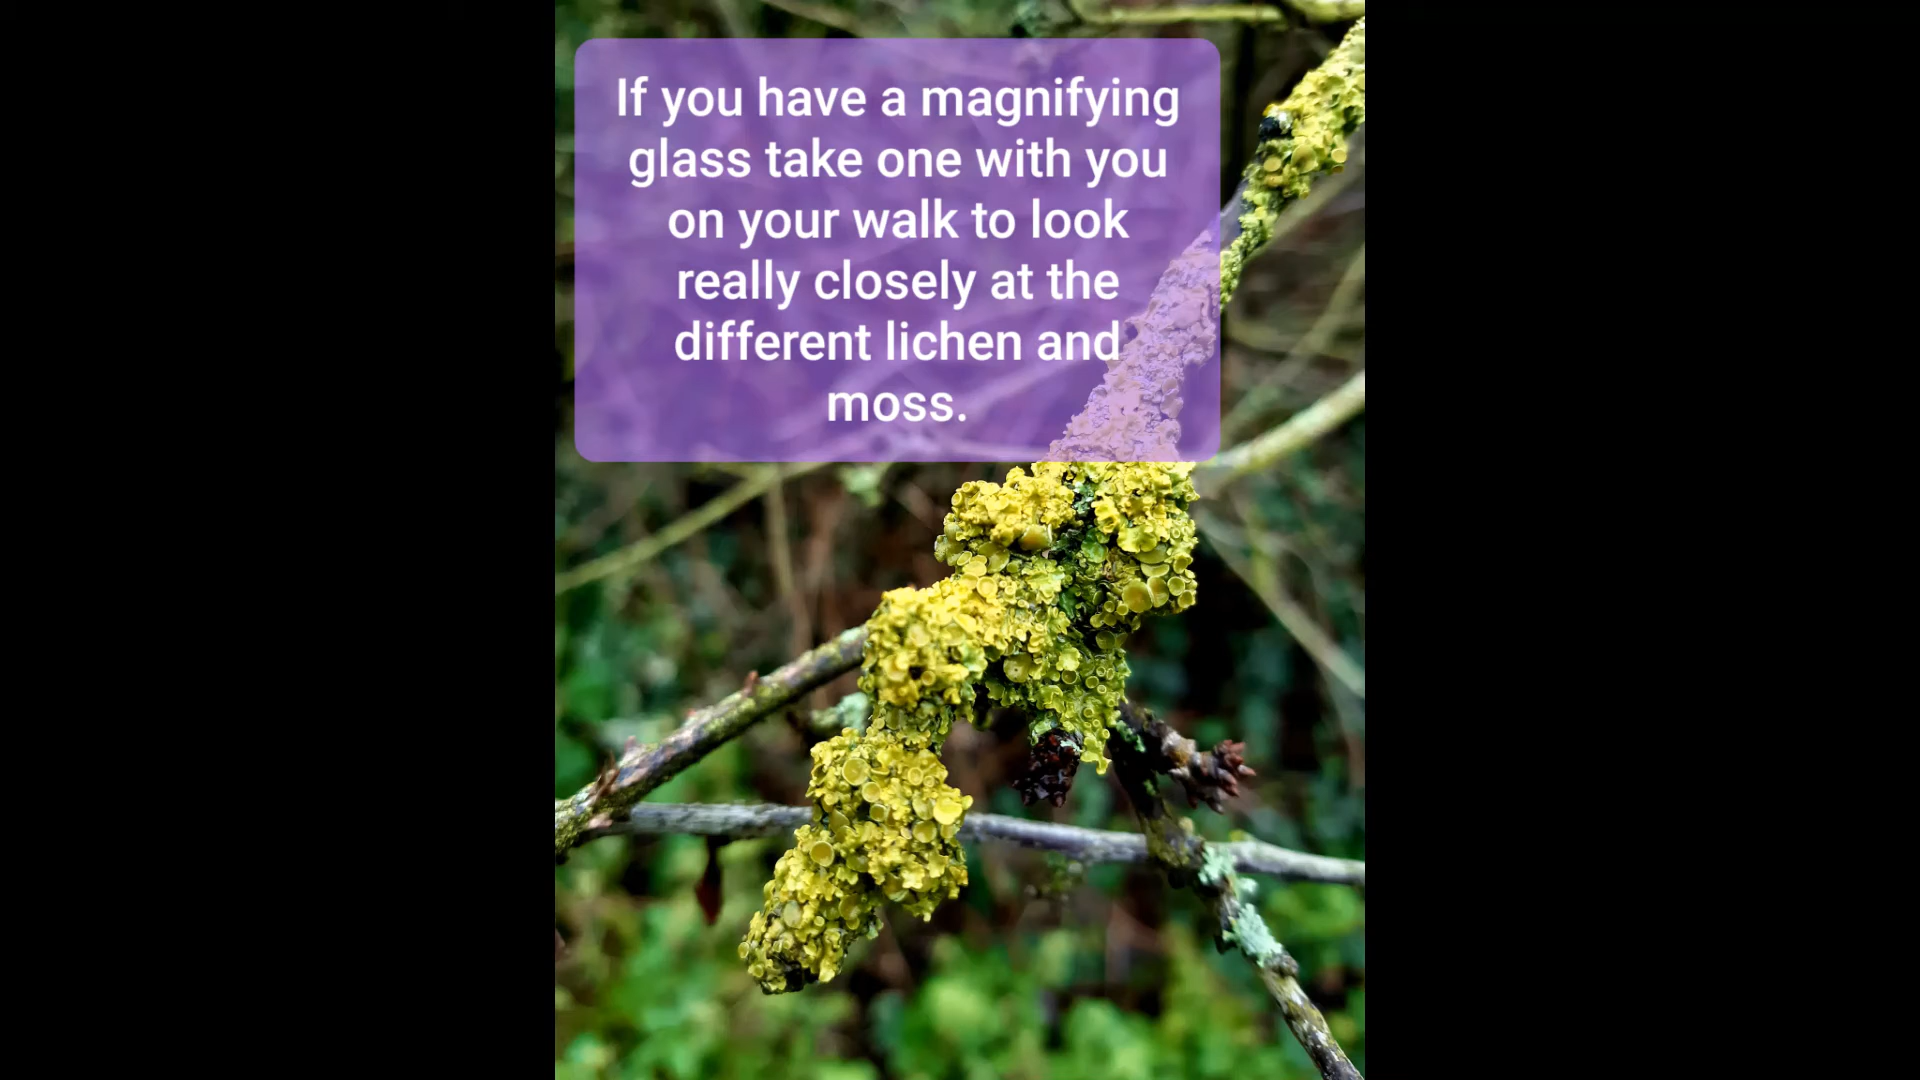 If you have a magnifying
glass take one with you
on your walk to look
really closely at the
different lichen and
moss.